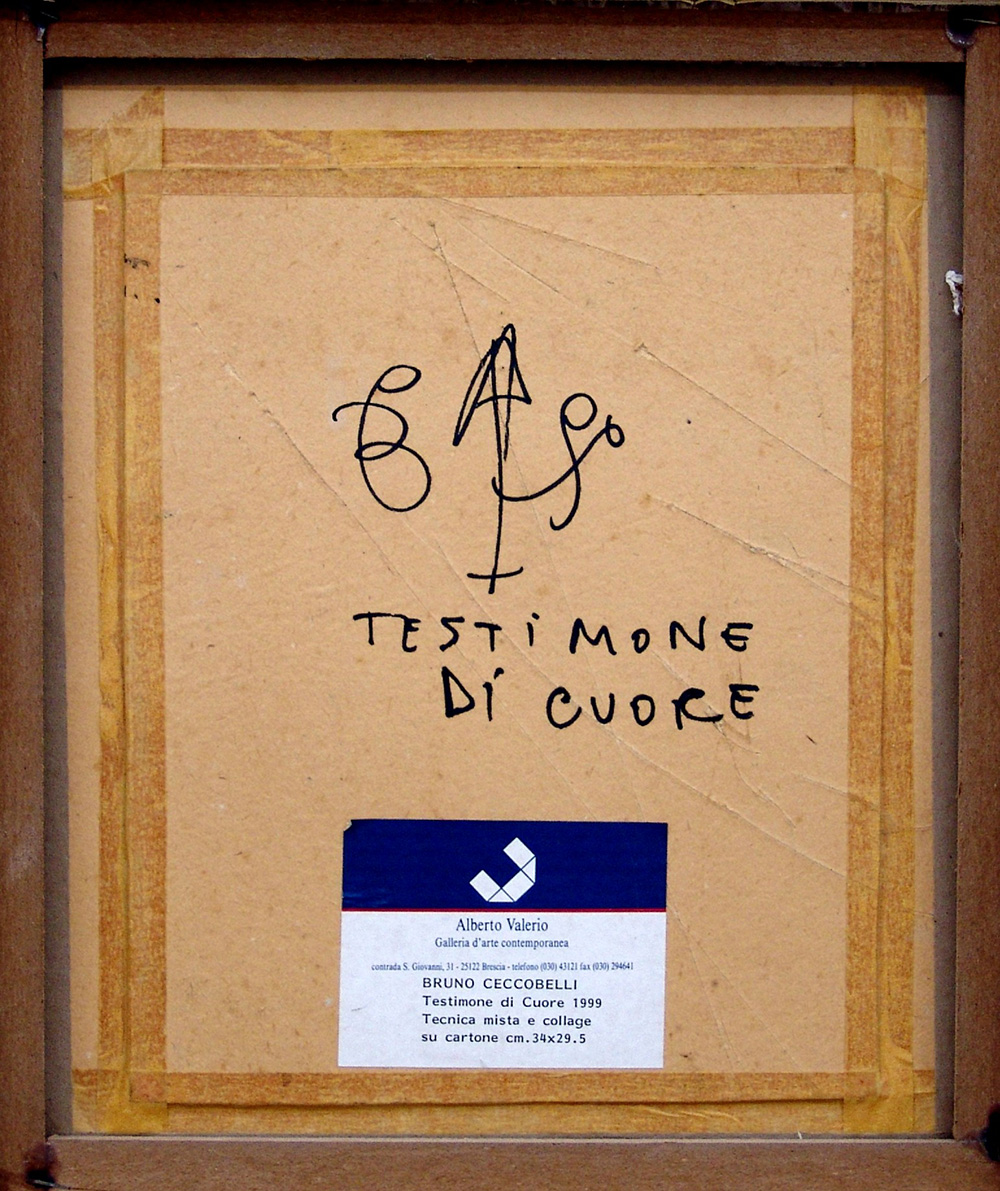 TESTiMONE
Dí CUORE
Alberto Valerio
Galleria d'arte contemporanea
contrada S. Giovanni, 31 - 25122 Brescia - telefono (030) 43121 fax (030) 294641
BRUNO CECCOBELLI
Testimone di Cuore 1999
Tecnica mista e collage
su cartone cm.34x29.5